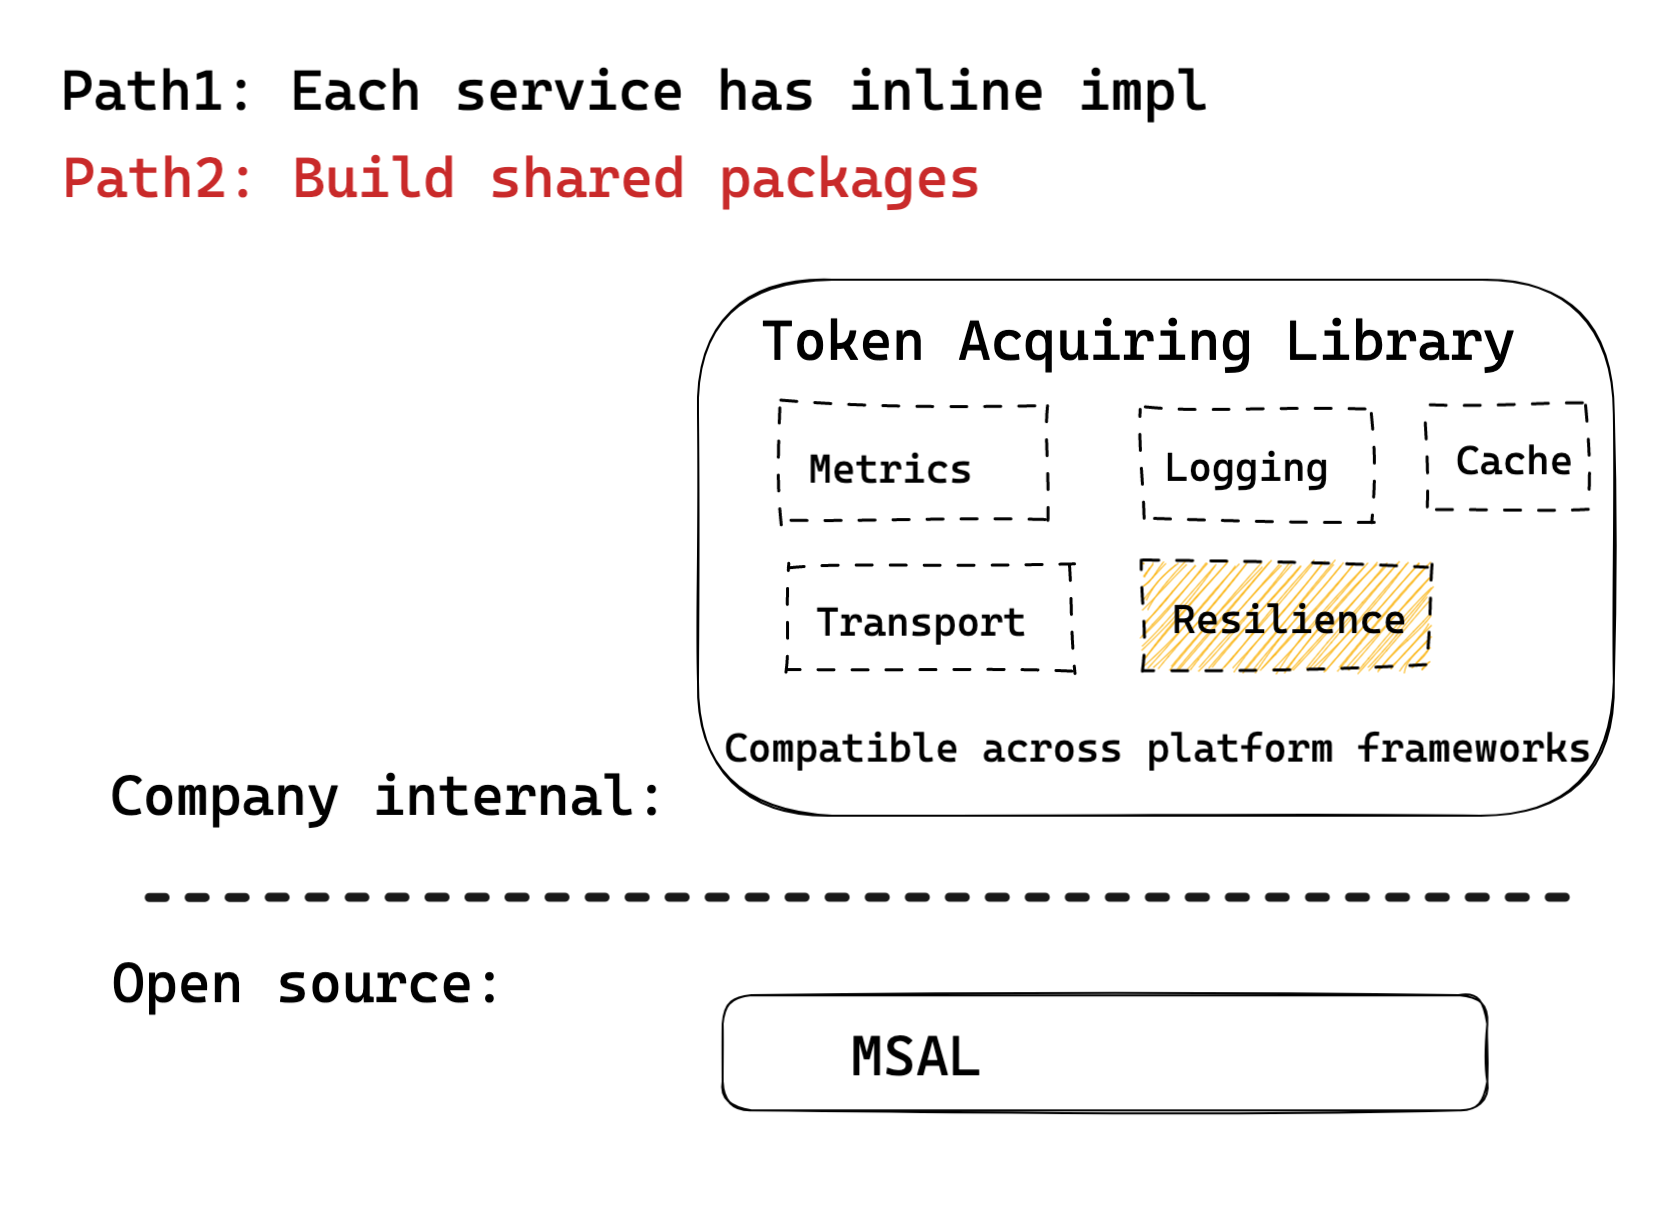 Path1: Each service has inline impl
Path2: Build shared packages
Token Acquiring Library
Metrics
Logging
Cache
Transport
Resilience
Compatible across platform frameworks
Company internal:
Open source:
MSAL